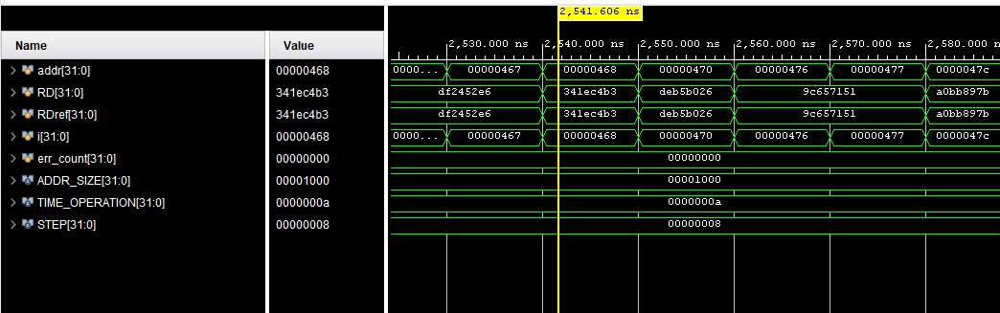 2,541.606 ns
Name Value
2,530.000 ns 2,540.000 ns 2,550.000 ns 2,560.000 ns 2,570.000 ns 2,580.000 ns
addr[31:0] 00000468 0000... 00000467 00000468 00000470 00000476 00000477 0000047c
RD[31:0] 341ec4b3 df2452e6 341ec4b3 deb5b026 9c657151 a0bb897b
RDref[31:0] 341ec4b3 df2452e6 341ec4b3 deb5b026 9c657151 a0bb897b
i[31:0] 00000468 0000... 00000467 00000468 00000470 00000476 00000477 0000047c
err_count[31:0] 00000000 00000000
ADDR_SIZE[31:0] 00001000 00001000
TIME_OPERATION[31:0] 0000000a 0000000a
STEP[31:0] 00000008 00000008